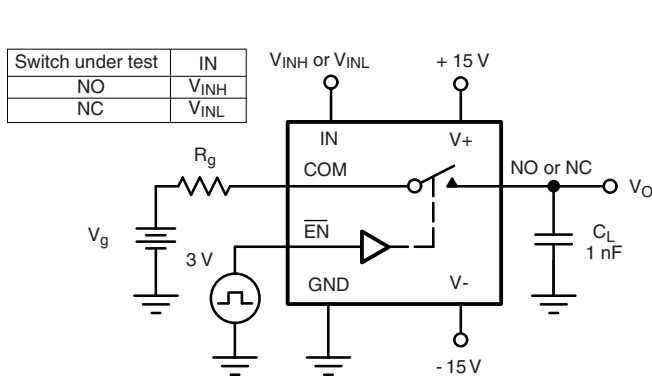 Switch under test IN
NO VINH
NC VINL
VINH or VINL
+ 15 V
IN
V+
Rg
COM
NO or NC
VO
Vg
EN
3 V
CL
1 nF
GND
V-
- 15 V